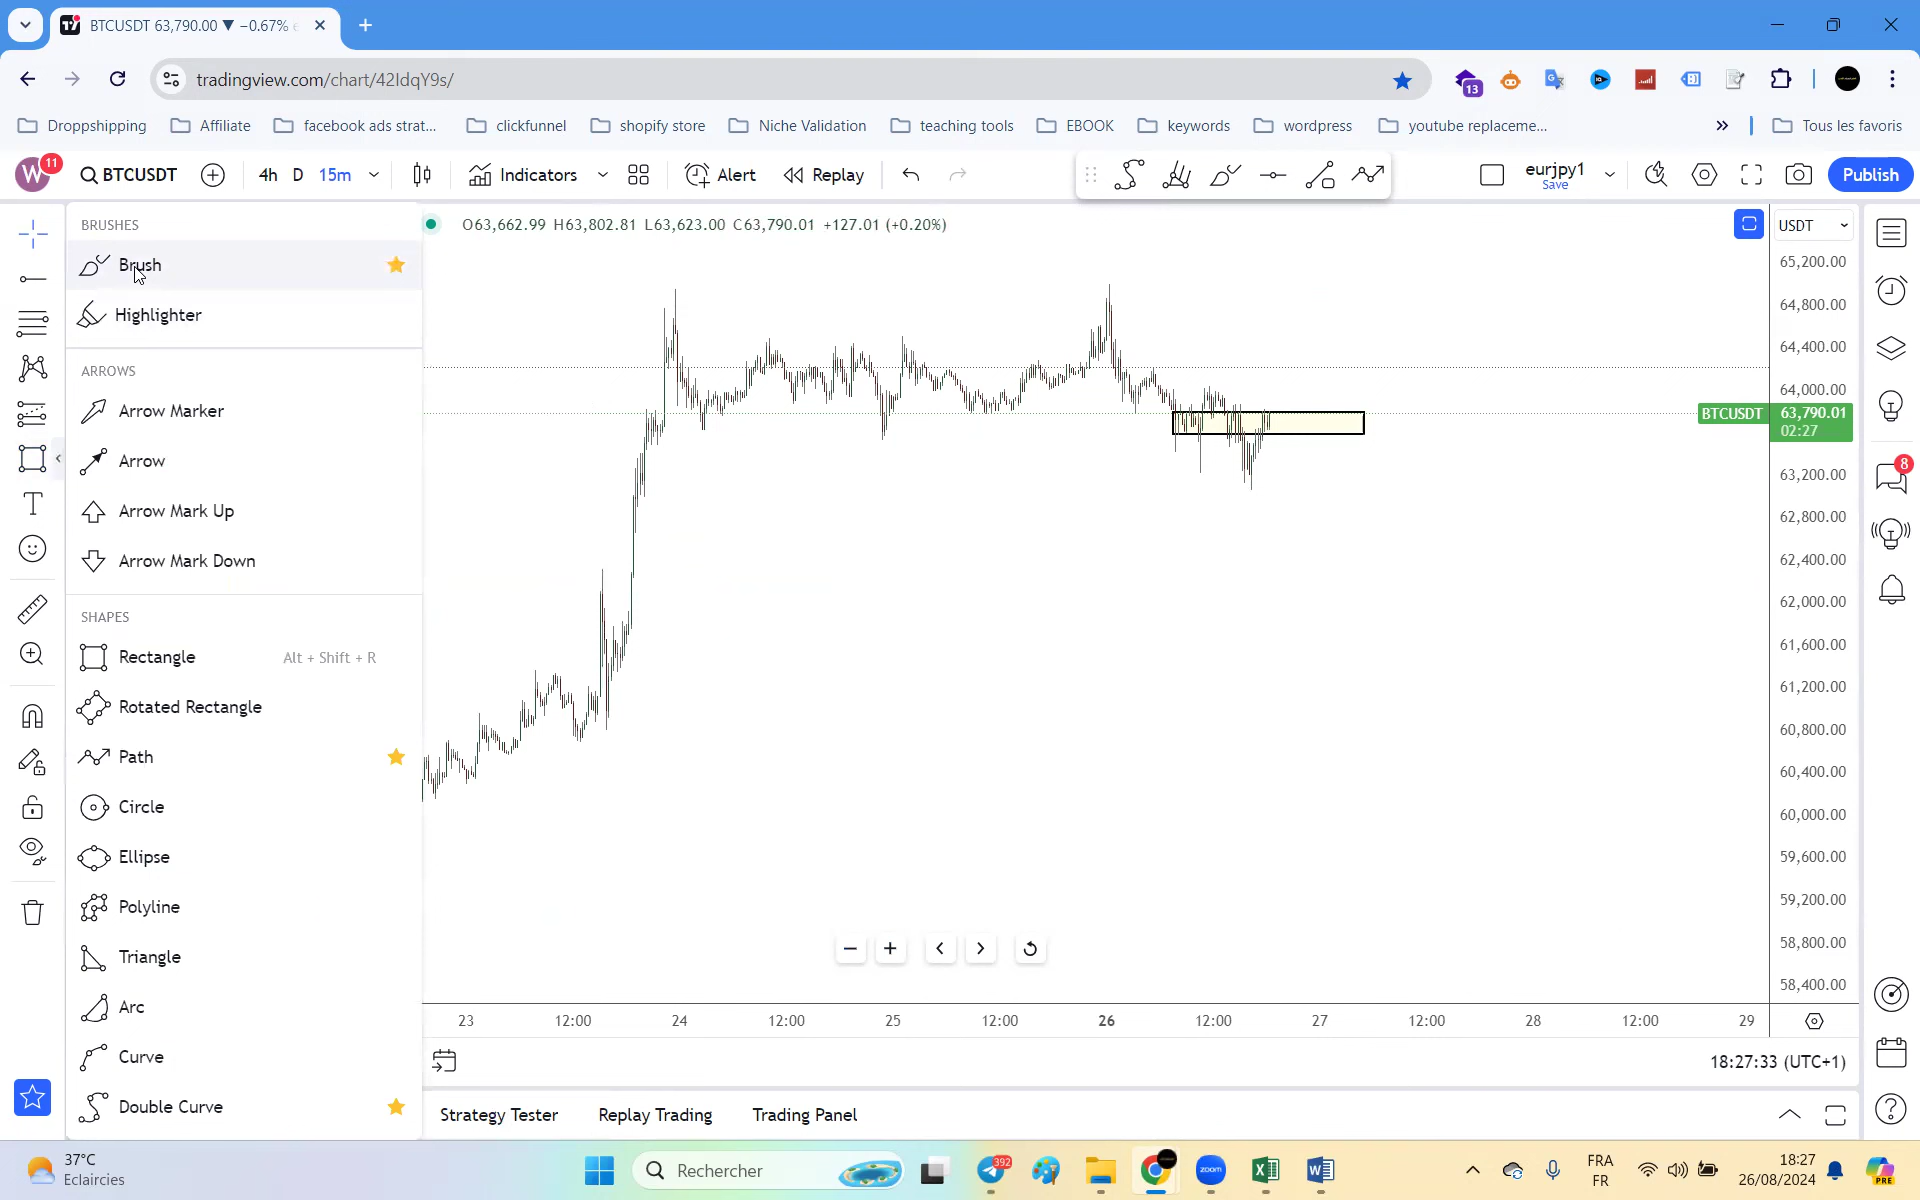 BTCUSDT 63,790.00 ▼ −0.67%
tradingview.com/chart/42IdqY9s/
13
Droppshipping
Affiliate
facebook ads strat...
clickfunnel
shopify store
Niche Validation
teaching tools
EBOOK
keywords
wordpress
youtube replaceme...
»
Tous les favoris
W
11
BTCUSDT
4h
D
15m
Indicators
Alert
Replay
eurjpy1
Save
Publish
BRUSHES
Brush
Highlighter
ARROWS
Arrow Marker
Arrow
Arrow Mark Up
Arrow Mark Down
SHAPES
Rectangle
Alt + Shift + R
Rotated Rectangle
Path
Circle
Ellipse
Polyline
Triangle
Arc
Curve
Double Curve
O63,662.99 H63,802.81 L63,623.00 C63,790.01 +127.01 (+0.20%)
USDT
65,200.00
64,800.00
64,400.00
64,000.00
BTCUSDT
63,790.01
02:27
63,200.00
62,800.00
62,400.00
62,000.00
61,600.00
61,200.00
60,800.00
60,400.00
60,000.00
59,600.00
59,200.00
58,800.00
58,400.00
8
23
12:00
24
12:00
25
12:00
26
12:00
27
12:00
28
12:00
29
18:27:33 (UTC+1)
Strategy Tester
Replay Trading
Trading Panel
37°C
Eclaircies
Rechercher
392
zoom
FRA
FR
18:27
26/08/2024
PRE